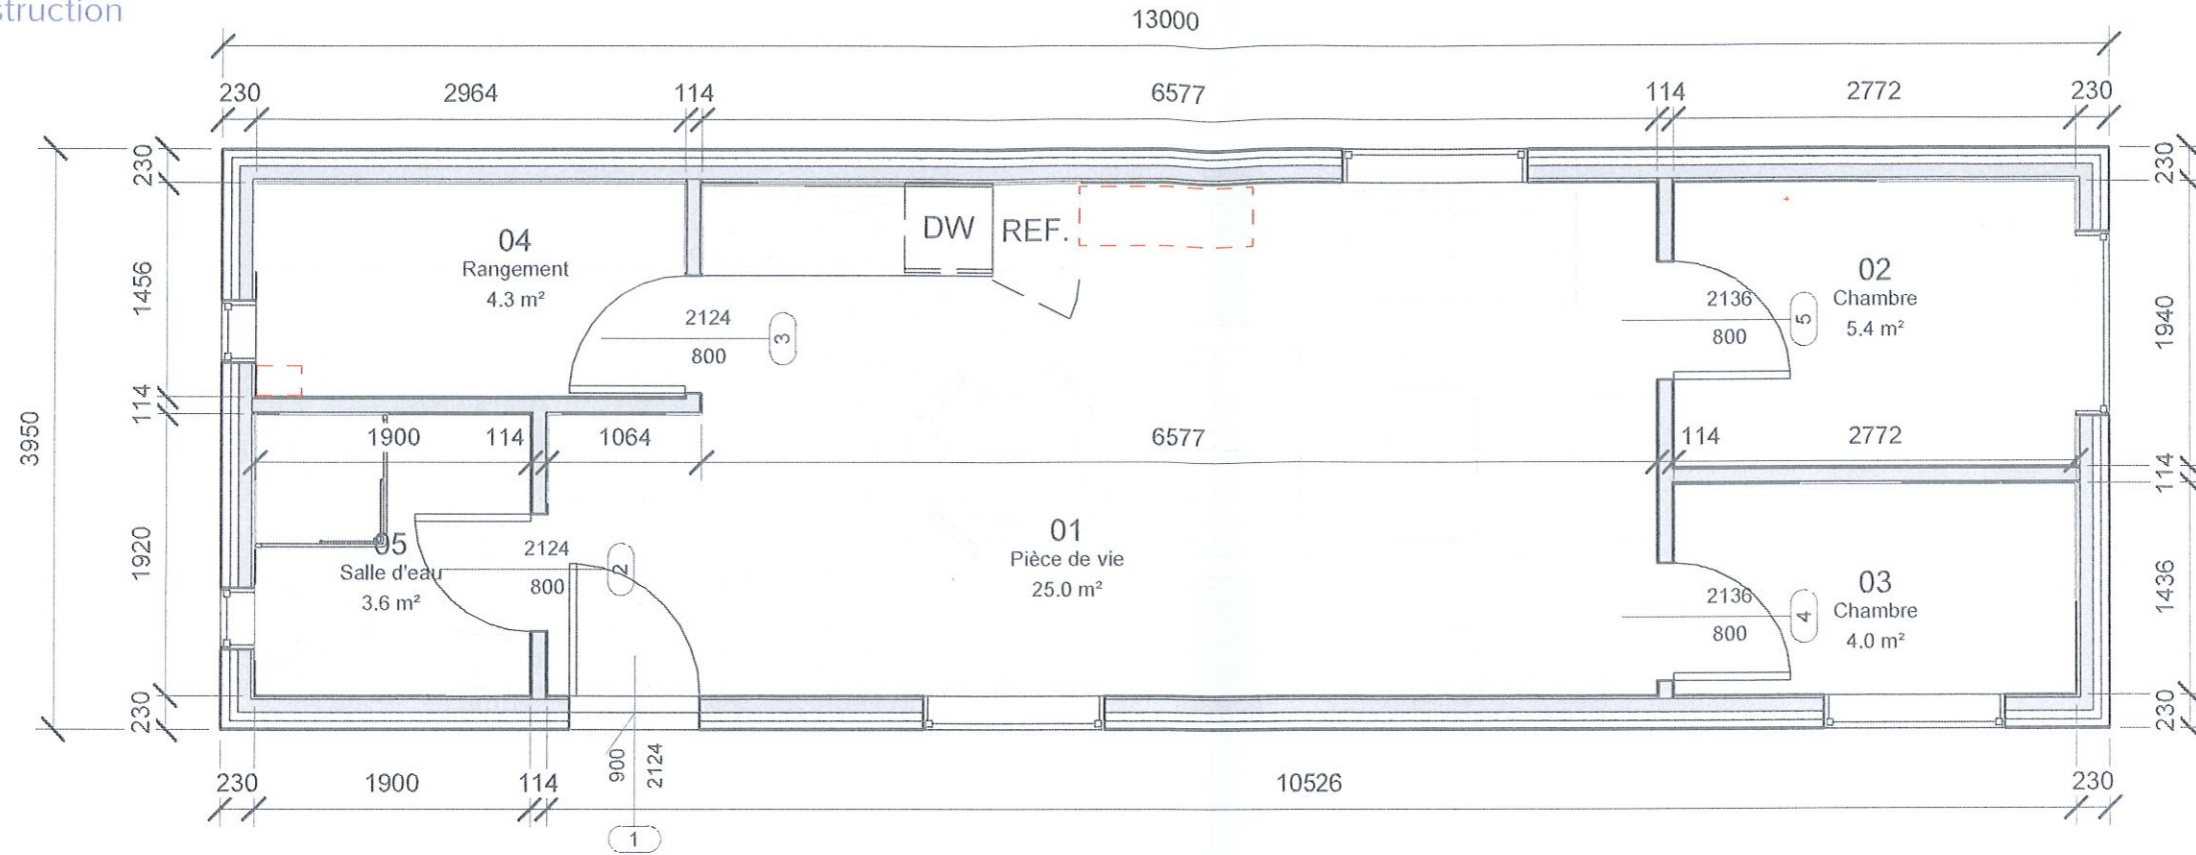 struction
13000
230 2964 114 6577 114 2772 230
230
1456
114
1920
230
3950
04
Rangement
4.3 m²
DW REF.
2124
800
3
02
Chambre
5.4 m²
2136
800
5
230
1940
114
1436
230
1900 114 1064 6577 114 2772
05
Salle d'eau
3.6 m²
2124
800
2
01
Pièce de vie
25.0 m²
03
Chambre
4.0 m²
2136
800
4
900
2124
1
230 1900 114 10526 230